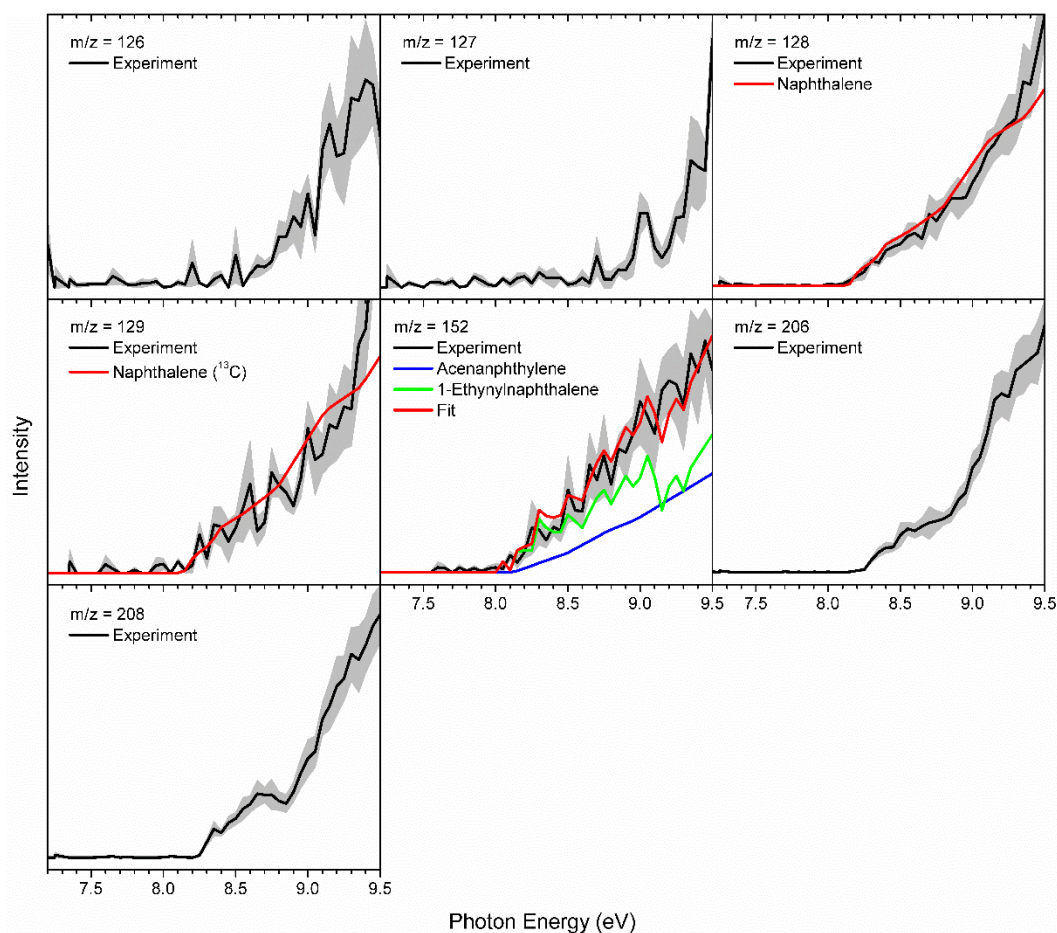 m/z = 126
Experiment
m/z = 127
Experiment
m/z = 128
Experiment
Naphthalene
m/z = 129
Experiment
Naphthalene (¹³C)
m/z = 152
Experiment
Acenanphthylene
1-Ethynylnaphthalene
Fit
m/z = 206
Experiment
7.5 8.0 8.5 9.0 9.5
7.5 8.0 8.5 9.0 9.5
m/z = 208
Experiment
7.5 8.0 8.5 9.0 9.5
Intensity
Photon Energy (eV)